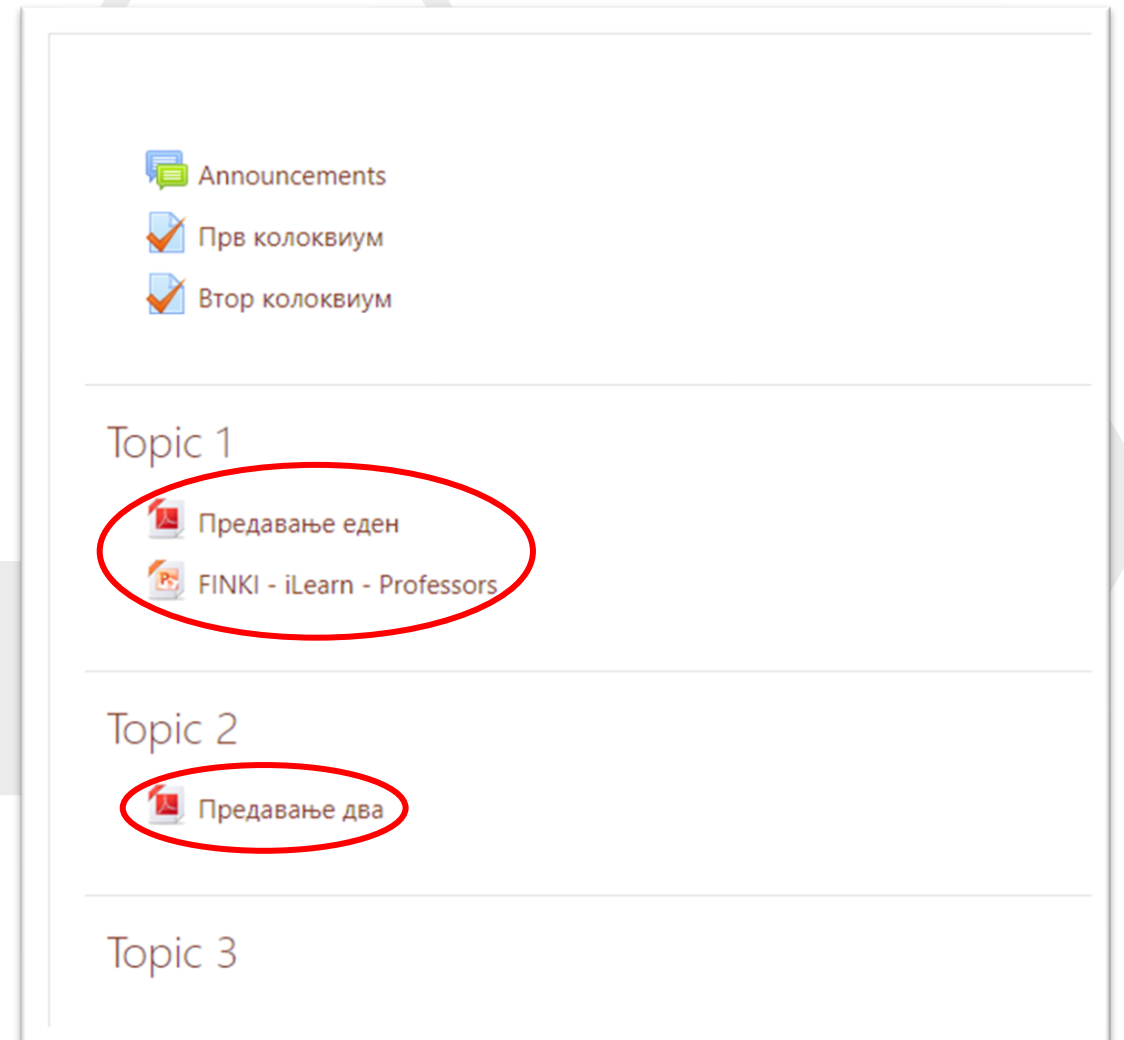 Announcements
Прв колоквиум
Втор колоквиум
Topic 1
Предавање еден
FINKI - iLearn - Professors
Topic 2
Предавање два
Topic 3